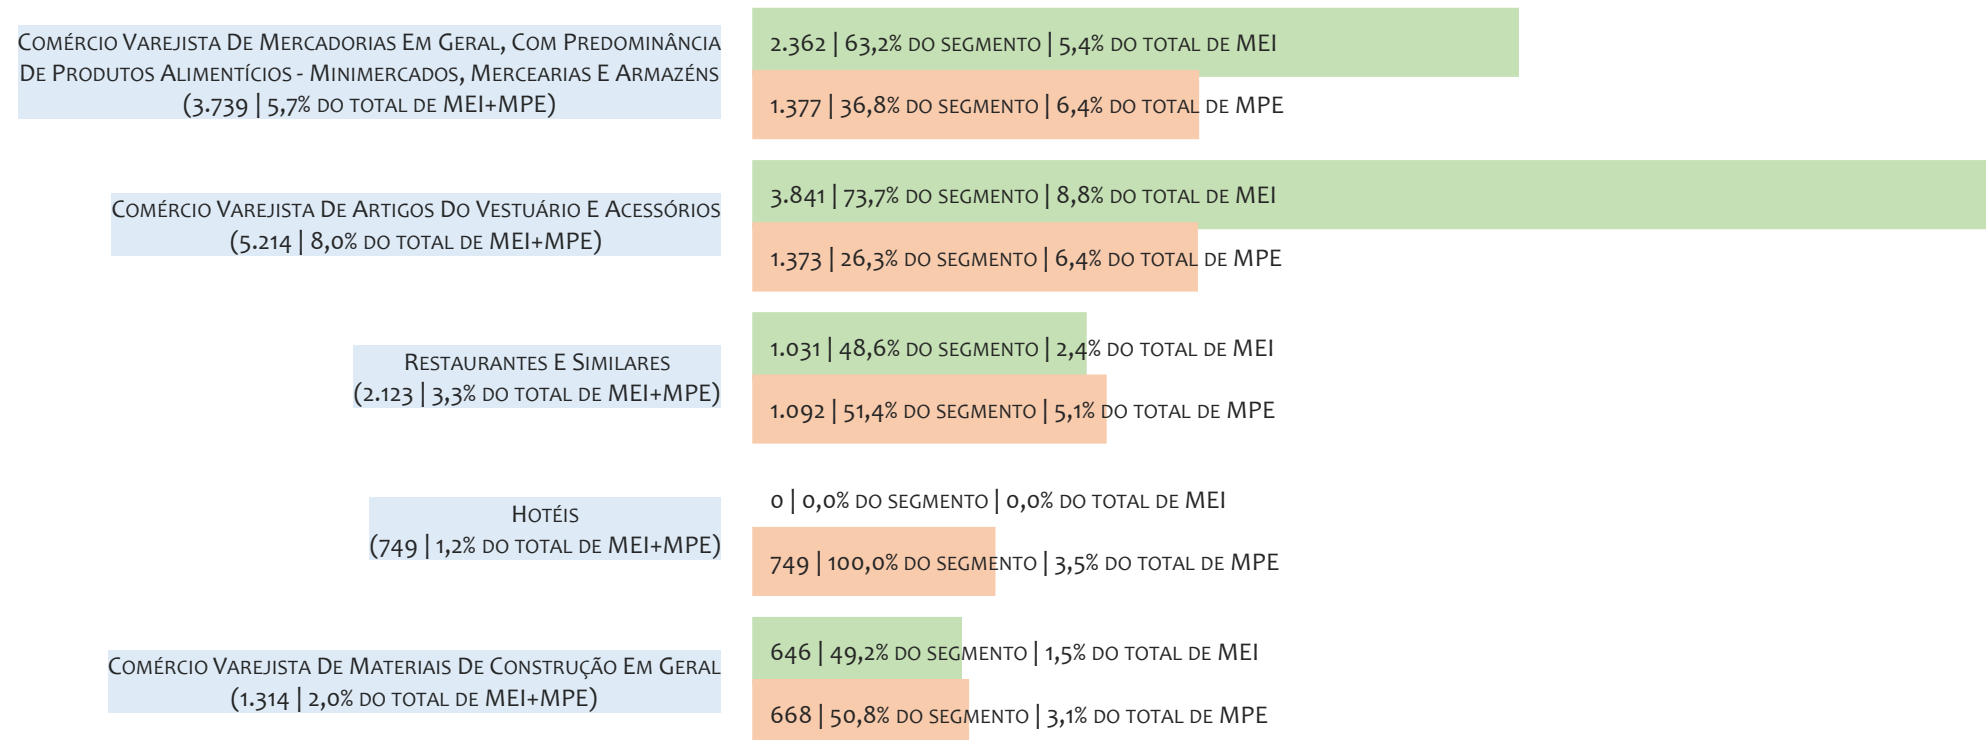 Comércio Varejista De Mercadorias Em Geral, Com Predominância
De Produtos Alimentícios - Minimercados, Mercearias E Armazéns
(3.739 | 5,7% do total de MEI+MPE)
2.362 | 63,2% do segmento | 5,4% do total de MEI
1.377 | 36,8% do segmento | 6,4% do total de MPE
Comércio Varejista De Artigos Do Vestuário E Acessórios
(5.214 | 8,0% do total de MEI+MPE)
3.841 | 73,7% do segmento | 8,8% do total de MEI
1.373 | 26,3% do segmento | 6,4% do total de MPE
Restaurantes E Similares
(2.123 | 3,3% do total de MEI+MPE)
1.031 | 48,6% do segmento | 2,4% do total de MEI
1.092 | 51,4% do segmento | 5,1% do total de MPE
Hotéis
(749 | 1,2% do total de MEI+MPE)
0 | 0,0% do segmento | 0,0% do total de MEI
749 | 100,0% do segmento | 3,5% do total de MPE
Comércio Varejista De Materiais De Construção Em Geral
(1.314 | 2,0% do total de MEI+MPE)
646 | 49,2% do segmento | 1,5% do total de MEI
668 | 50,8% do segmento | 3,1% do total de MPE